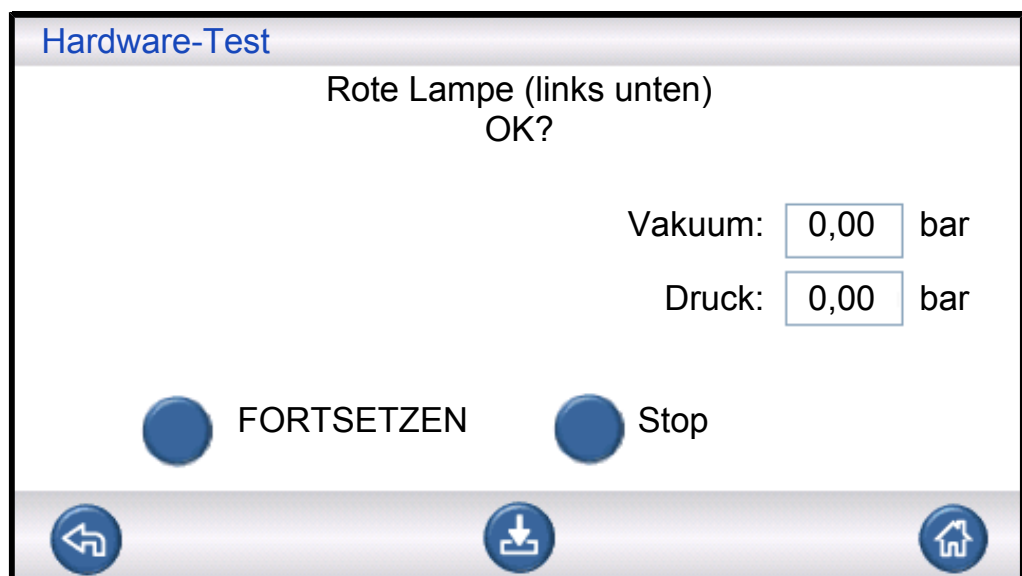 Hardware-Test
Rote Lampe (links unten)
OK?
Vakuum: 0,00 bar
Druck: 0,00 bar
FORTSETZEN Stop